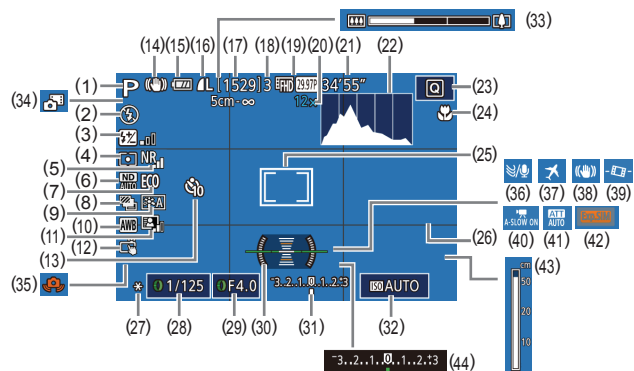 (33)
(14) (15) (16) (17) (18) (19) (20) (21) (22)
(34) (1) P L [1529] 3 FHD 29.97P 34'55" Q (23)
5cm-∞ 12x
(2) (24)
(3)
(4) NR (25)
(5)
(6) ND AUTO ECO
(7) (36) (37) (38) (39)
(8) A
(9) 10
(10) AWB A-SLOW ON ATT AUTO Exp.SIM
(11) (26) (40) (41) (42)
(12)
(13) cm (43)
(35) 50
(27) * 1/125 F4.0 -3..2..1..0..1..2.:3 ISO AUTO 20
(28) (29) (30) (31) (32) 10
-3..2..1..0..1..2.:3 (44)